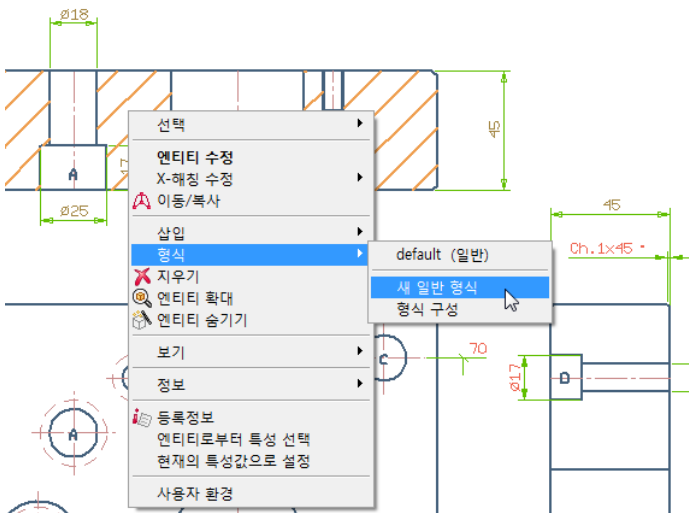 ø18
45
A
17
ø25
선택
엔티티 수정
X-해칭 수정
이동/복사
삽입
형식
지우기
엔티티 확대
엔티티 숨기기
보기
정보
등록정보
엔티티로부터 특성 선택
현재의 특성값으로 설정
사용자 환경
default (일반)
새 일반 형식
형식 구성
45
Ch.1x45 °
C
70
ø17
D
A